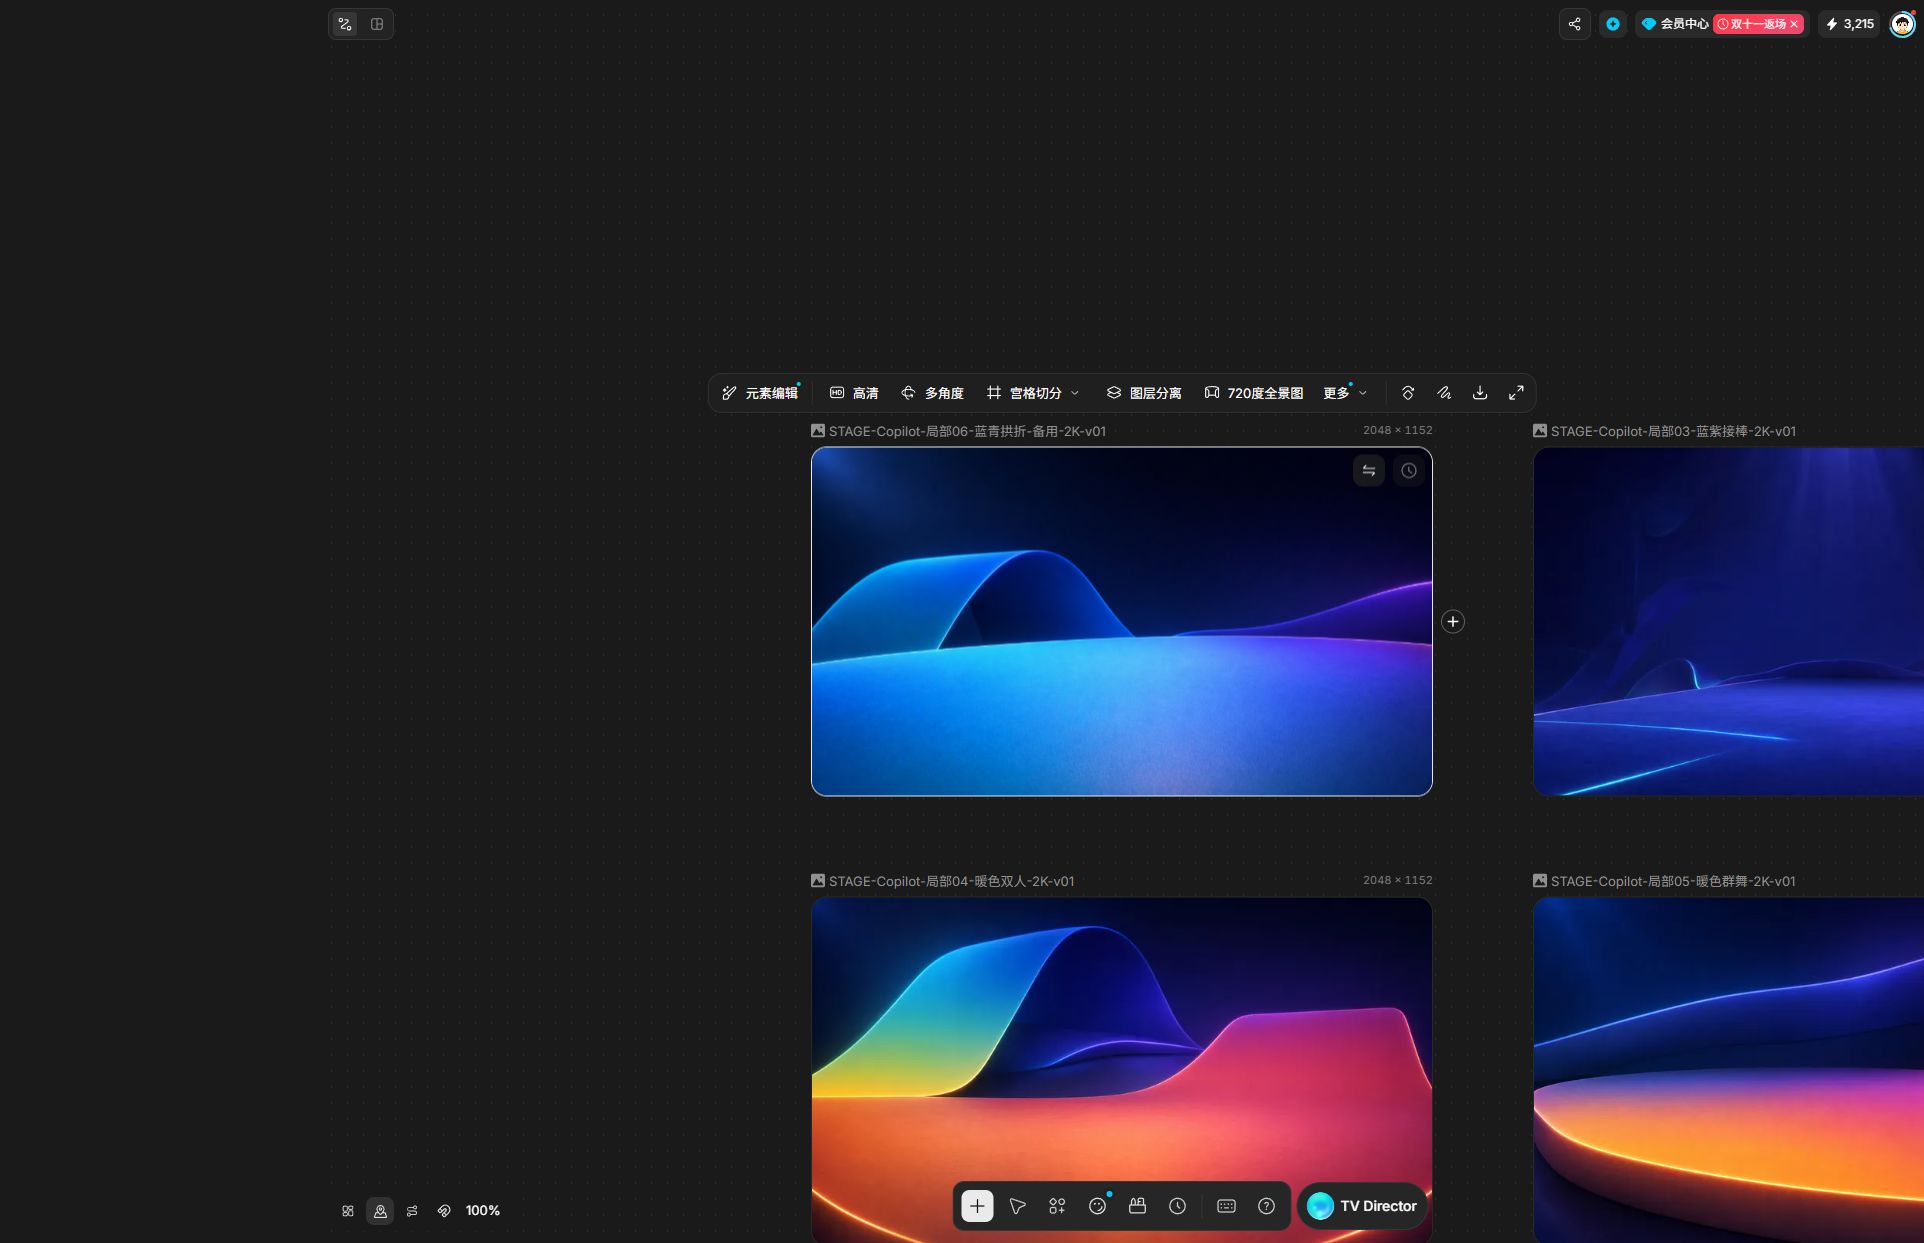 会员中心
双十一返场
3,215
元素编辑
HD 高清
多角度
宫格切分
图层分离
720度全景图
更多
STAGE-Copilot-局部06-蓝青拱折-备用-2K-v01
2048 × 1152
STAGE-Copilot-局部03-蓝紫接棒-2K-v01
STAGE-Copilot-局部04-暖色双人-2K-v01
2048 × 1152
STAGE-Copilot-局部05-暖色群舞-2K-v01
100%
TV Director